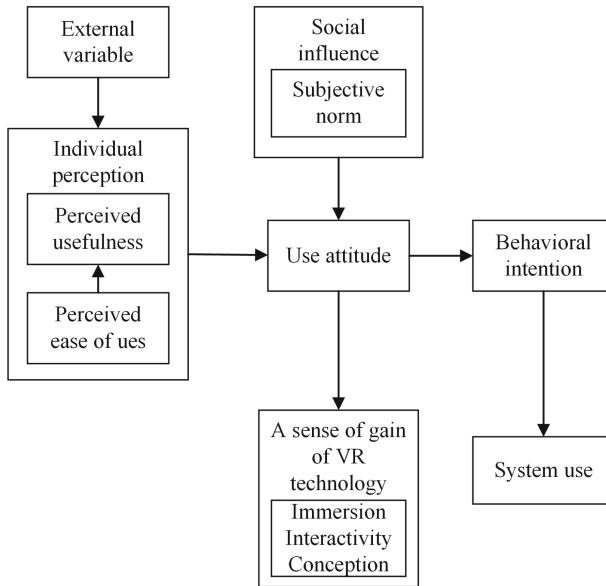 External
variable
Individual
perception
Perceived
usefulness
Perceived
ease of ues
Social
influence
Subjective
norm
Use attitude
Behavioral
intention
A sense of gain
of VR
technology
Immersion
Interactivity
Conception
System use